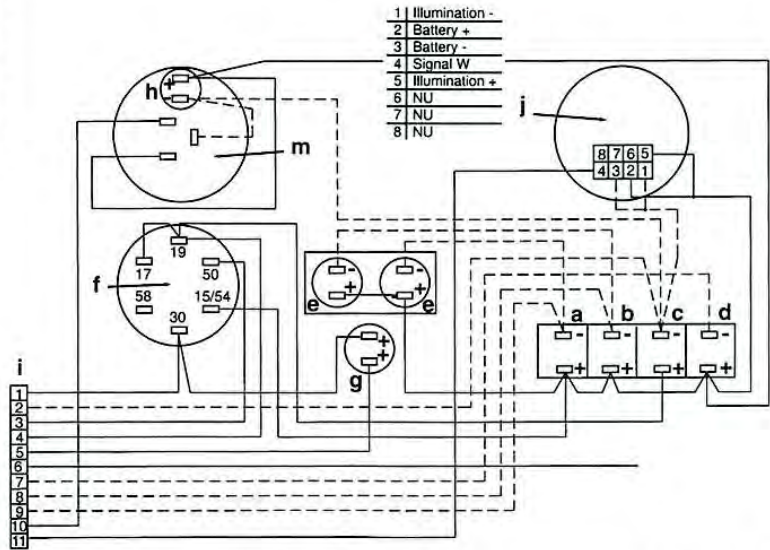 1 Illumination -
2 Battery +
3 Battery -
4 Signal W
5 Illumination +
6 NU
7 NU
8 NU
h +
-
m
j
8 7 6 5
4 3 2 1
19
17 50
f
58 15/54
30
- -
e + + e
a b c d
- - - -
+ + + +
+
+
g
i
1
2
3
4
5
6
7
8
9
10
11